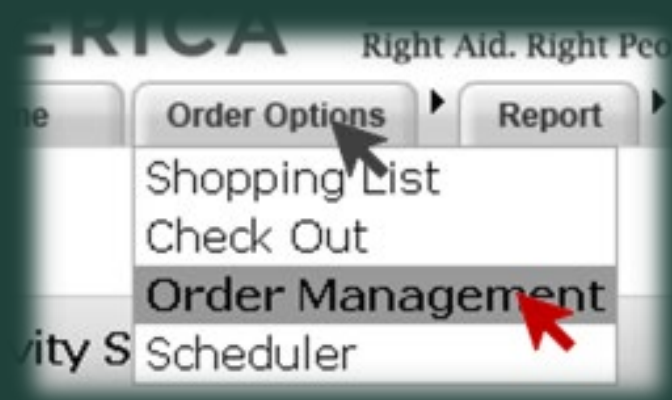 ERICA
Right Aid. Right Peo
ne
Order Options
Report
Shopping List
Check Out
Order Management
vity S
Scheduler